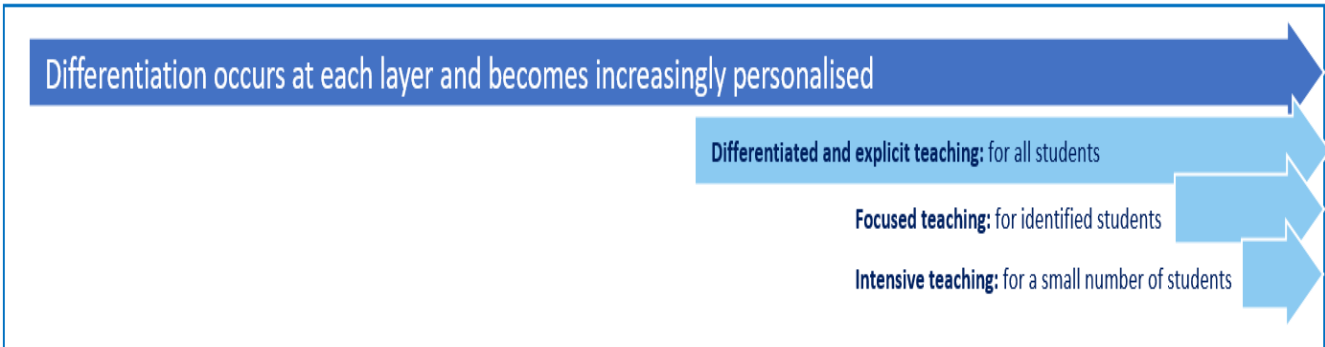 Differentiation occurs at each layer and becomes increasingly personalised
Differentiated and explicit teaching: for all students
Focused teaching: for identified students
Intensive teaching: for a small number of students